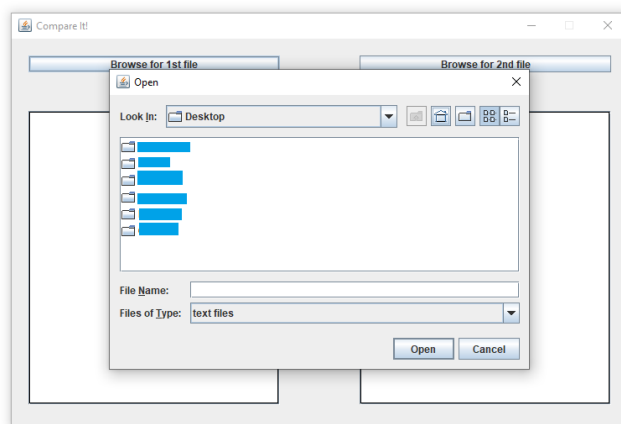 Compare It!
Browse for 1st file
Browse for 2nd file
Open
Look In:
Desktop
File Name:
Files of Type:
text files
Open
Cancel